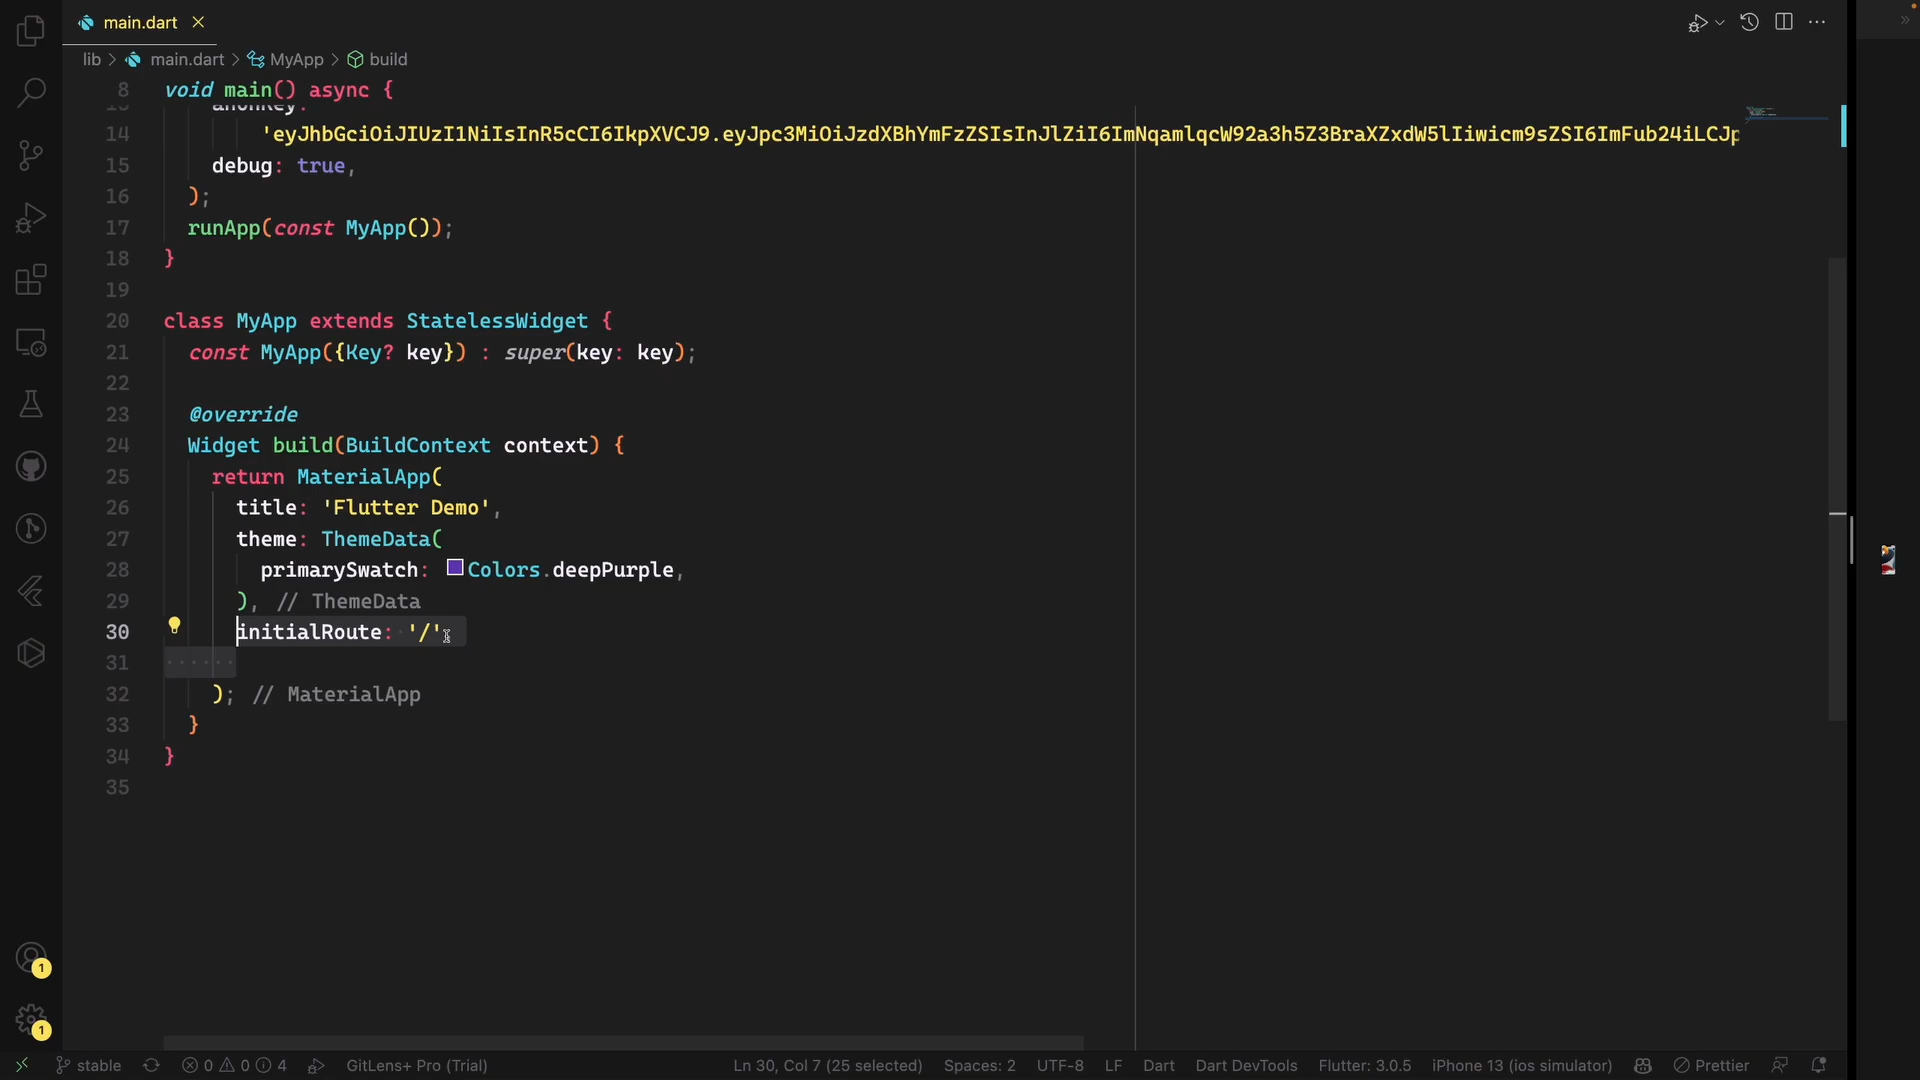 main.dart
lib > main.dart > MyApp > build
8 void main() async {
14 'eyJhbGciOiJIUzI1NiIsInR5cCI6IkpXVCJ9.eyJpc3MiOiJzdXBhYmFzZSIsInJlZiI6ImNqamlqcW92a3h5Z3BraXZxdW5lIiwicm9sZSI6ImFub24iLCJp
15 debug: true,
16 );
17 runApp(const MyApp());
18 }
19
20 class MyApp extends StatelessWidget {
21 const MyApp({Key? key}) : super(key: key);
22
23 @override
24 Widget build(BuildContext context) {
25 return MaterialApp(
26 title: 'Flutter Demo',
27 theme: ThemeData(
28 primarySwatch: Colors.deepPurple,
29 ), // ThemeData
30 initialRoute: '/'
31
32 ); // MaterialApp
33 }
34 }
35
1
1
stable 0 0 4 GitLens+ Pro (Trial) Ln 30, Col 7 (25 selected) Spaces: 2 UTF-8 LF Dart Dart DevTools Flutter: 3.0.5 iPhone 13 (ios simulator) Prettier